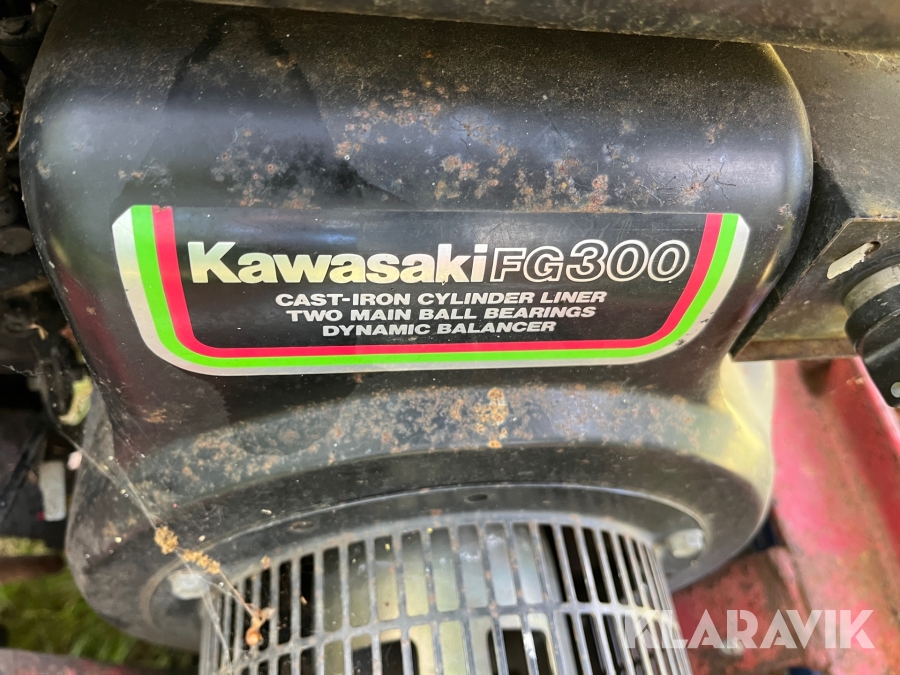 Kawasaki FG300
CAST-IRON CYLINDER LINER
TWO MAIN BALL BEARINGS
DYNAMIC BALANCER
KLARAVIK